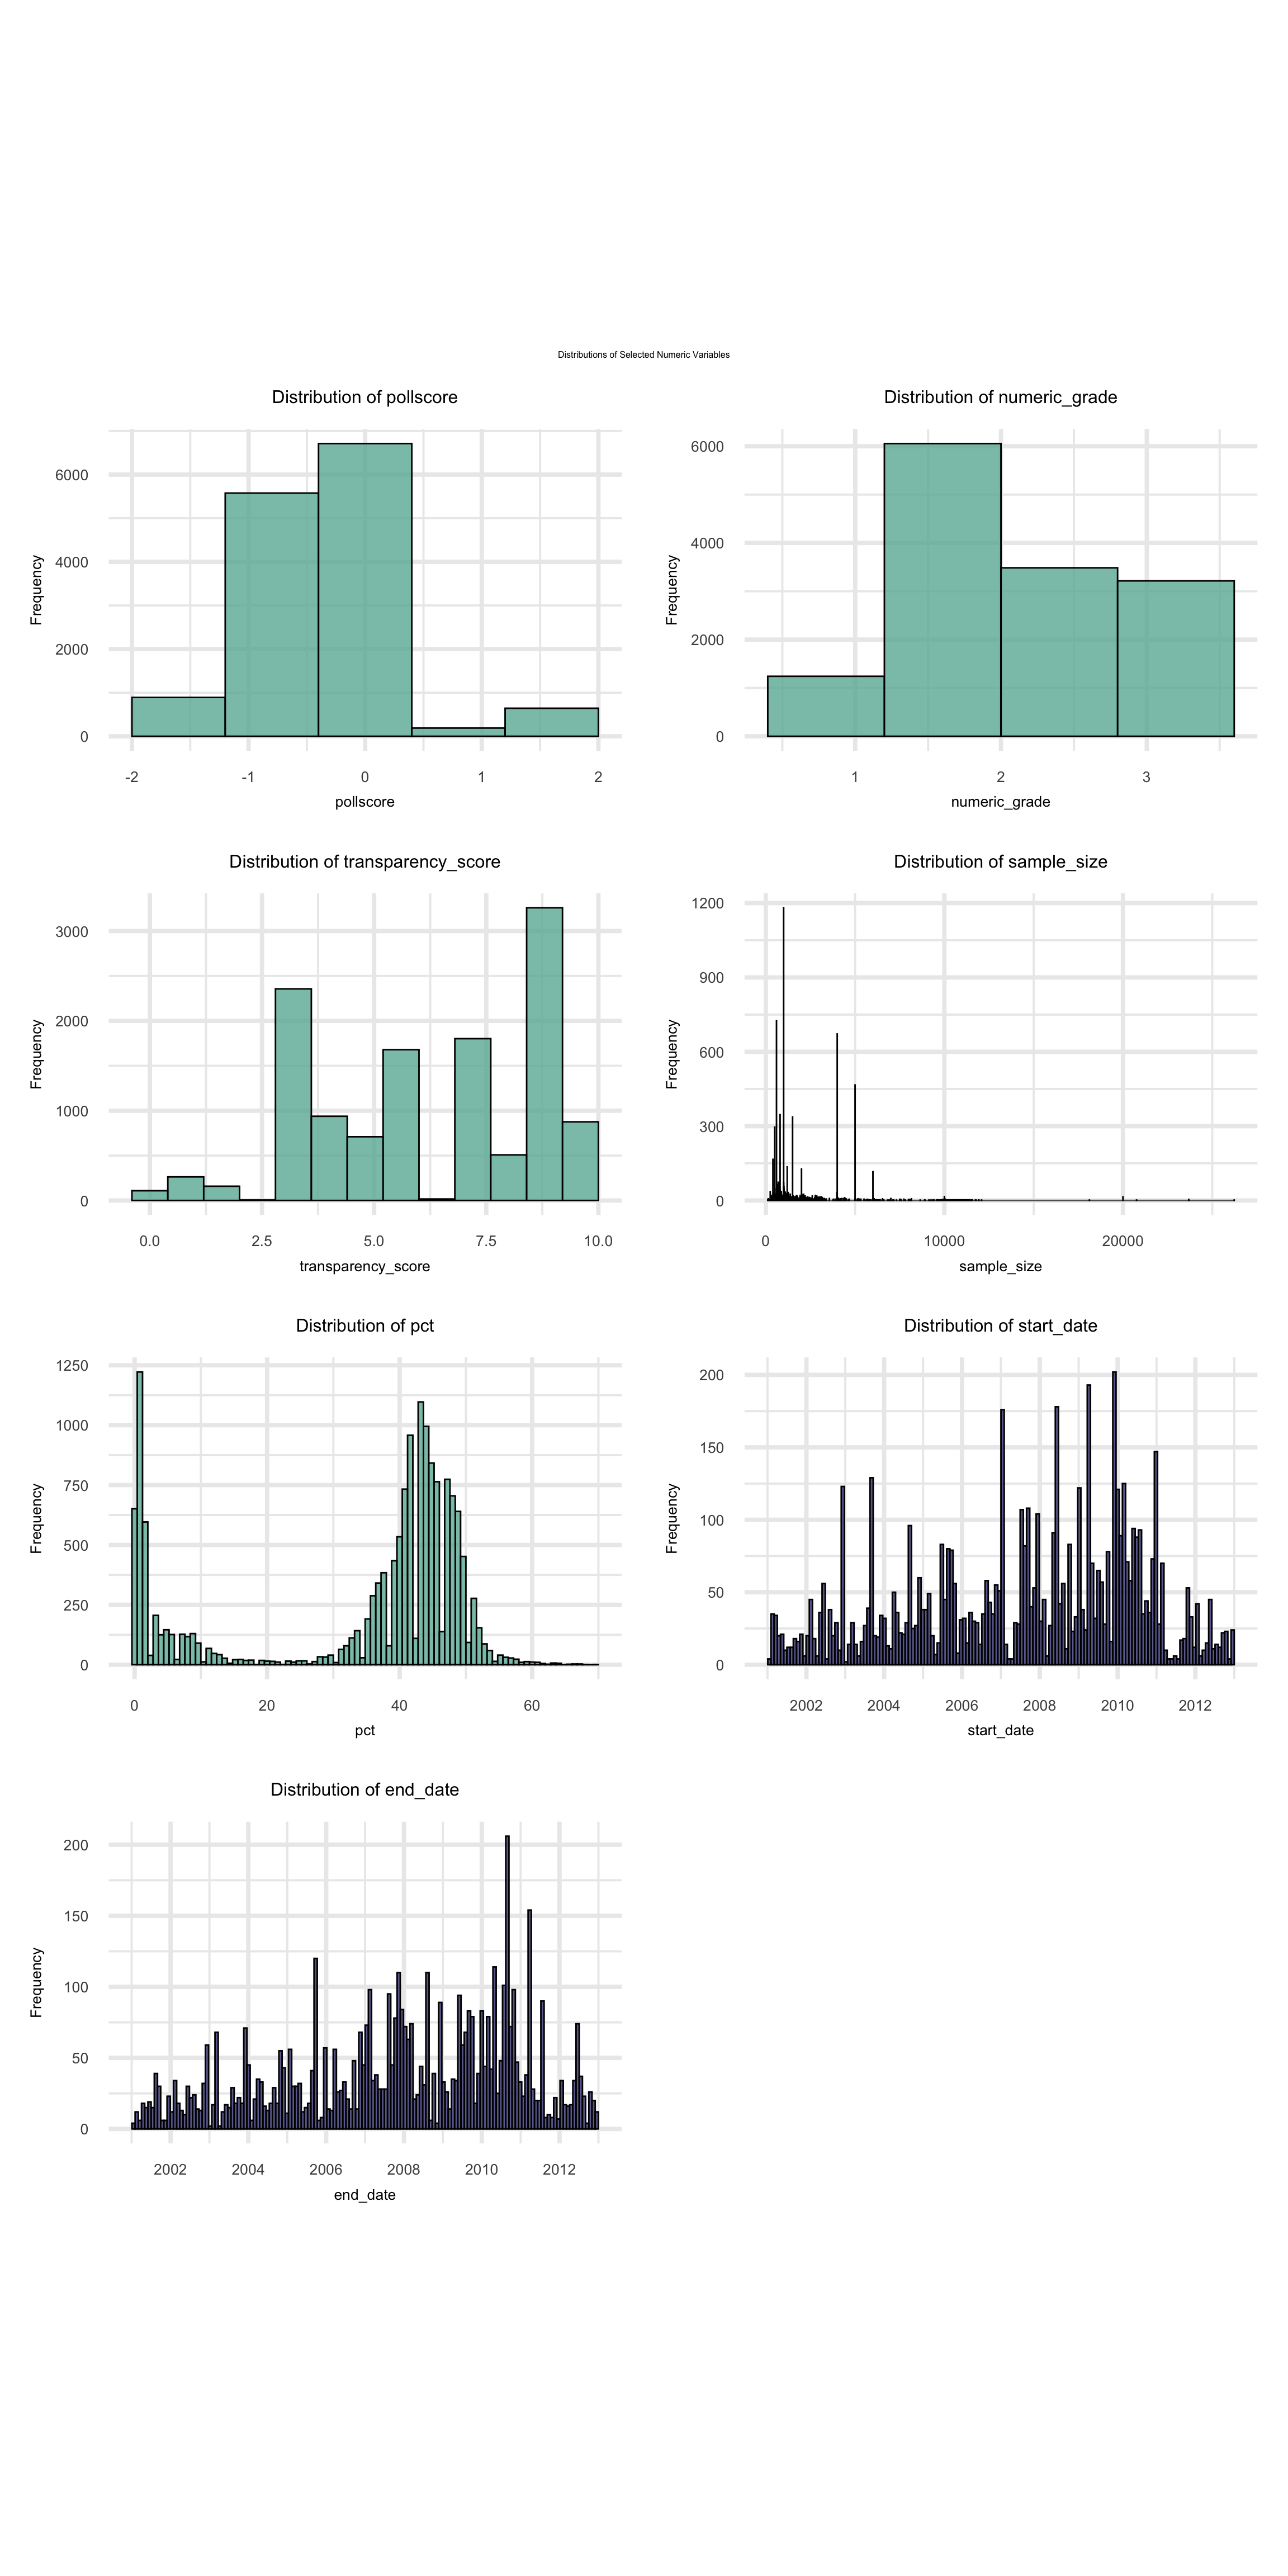 Distributions of Selected Numeric Variables
Distribution of pollscore
Frequency
6000
4000
2000
0
-2 -1 0 1 2
pollscore
Distribution of numeric_grade
Frequency
6000
4000
2000
0
1 2 3
numeric_grade
Distribution of transparency_score
Frequency
3000
2000
1000
0
0.0 2.5 5.0 7.5 10.0
transparency_score
Distribution of sample_size
Frequency
1200
900
600
300
0
0 10000 20000
sample_size
Distribution of pct
Frequency
1250
1000
750
500
250
0
0 20 40 60
pct
Distribution of start_date
Frequency
200
150
100
50
0
2002 2004 2006 2008 2010 2012
start_date
Distribution of end_date
Frequency
200
150
100
50
0
2002 2004 2006 2008 2010 2012
end_date